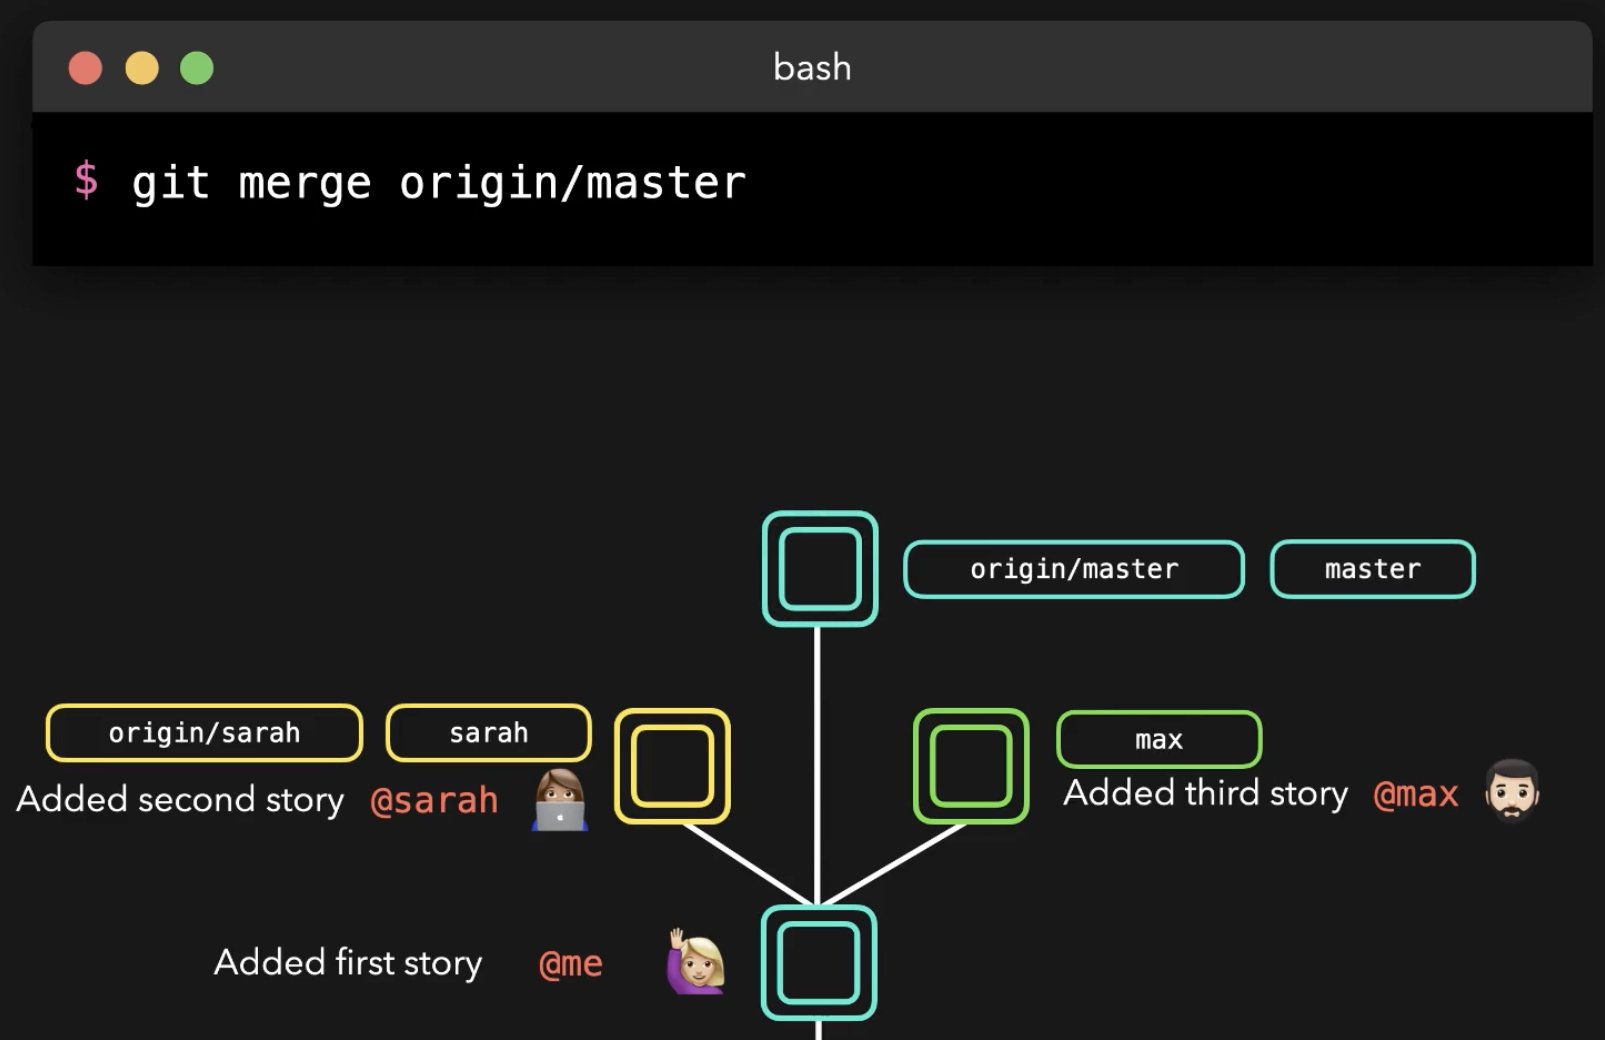 bash
$ git merge origin/master
origin/master
master
origin/sarah
sarah
max
Added second story @sarah
Added third story @max
Added first story @me